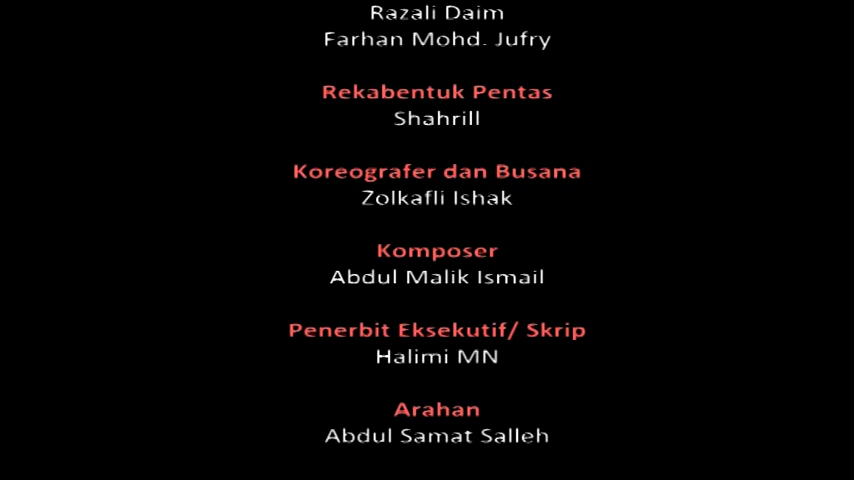 Razali Daim
Farhan Mohd. Jufry
Rekabentuk Pentas
Shahrill
Koreografer dan Busana
Zolkafli Ishak
Komposer
Abdul Malik Ismail
Penerbit Eksekutif/ Skrip
Halimi MN
Arahan
Abdul Samat Salleh